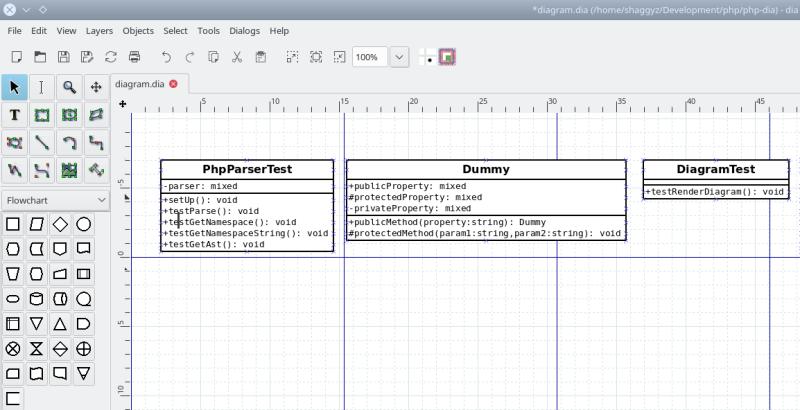 *diagram.dia (/home/shaggyz/Development/php/php-dia) - dia
File Edit View Layers Objects Select Tools Dialogs Help
100%
diagram.dia
5 10 15 20 25 30 35 40 45
T
Flowchart
PhpParserTest
-parser: mixed
+setUp(): void
+testParse(): void
+testGetNamespace(): void
+testGetNamespaceString(): void
+testGetAst(): void
Dummy
+publicProperty: mixed
#protectedProperty: mixed
-privateProperty: mixed
+publicMethod(property:string): Dummy
#protectedMethod(param1:string,param2:string): void
DiagramTest
+testRenderDiagram(): void
-5
0
5
10